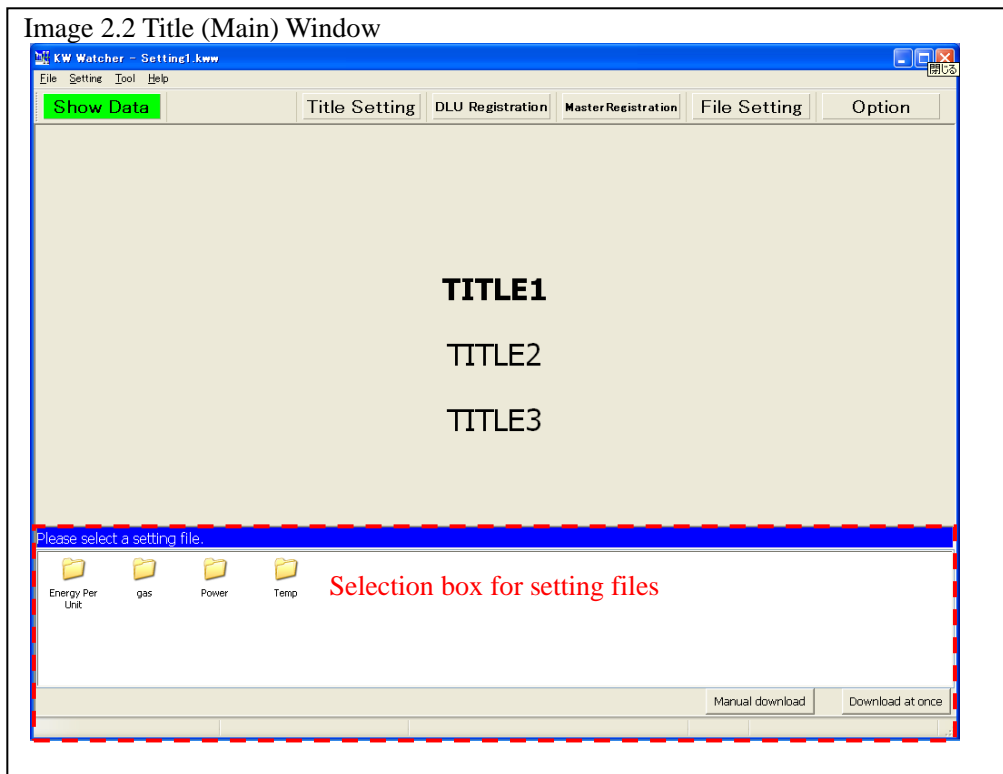 Image 2.2 Title (Main) Window
KW Watcher - Setting1.kww
閉じる
File Setting Tool Help
Show Data Title Setting DLU Registration MasterRegistration File Setting Option
TITLE1
TITLE2
TITLE3
Please select a setting file.
Energy Per Unit gas Power Temp
Selection box for setting files
Manual download Download at once